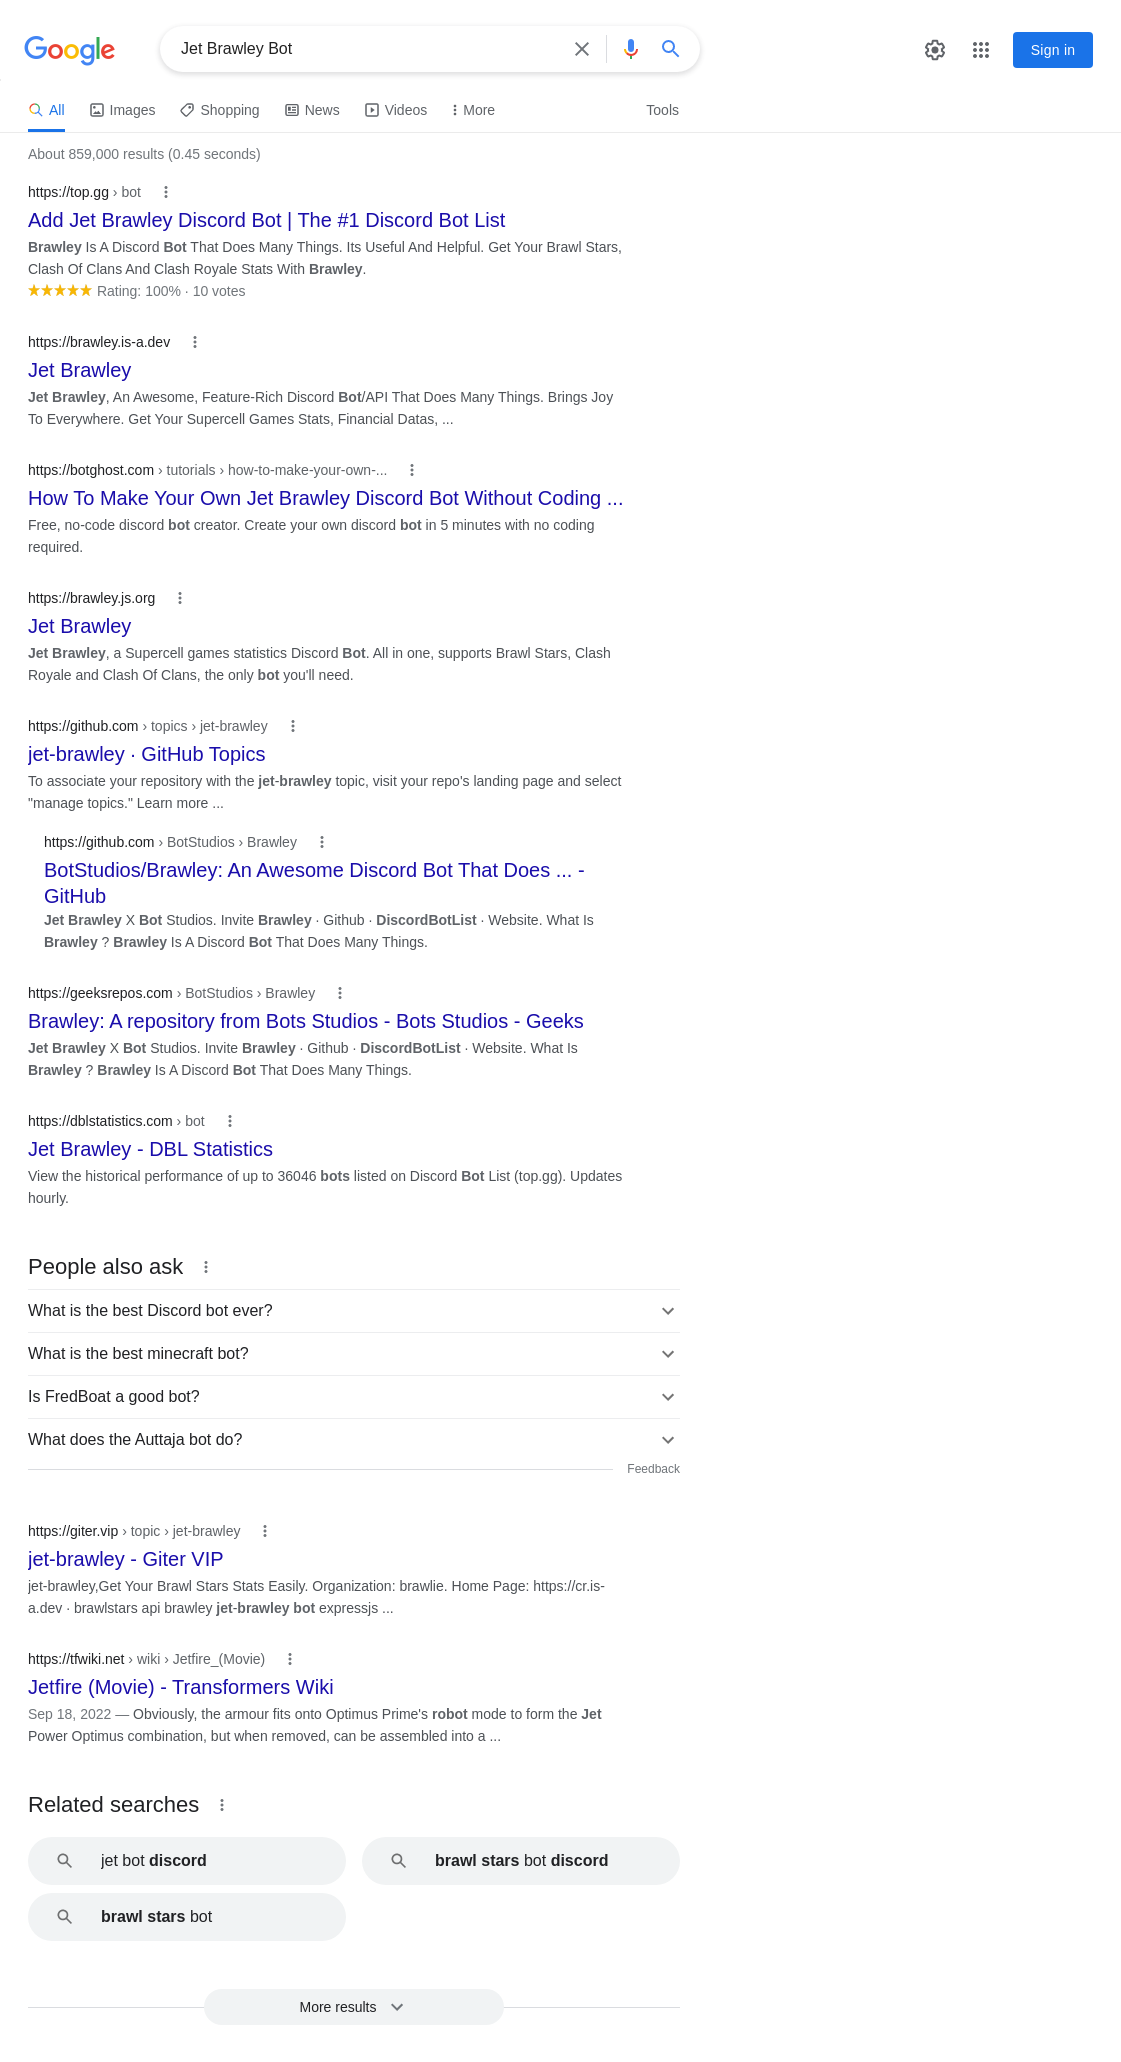 Google
Jet Brawley Bot
Sign in
All
Images
Shopping
News
Videos
More
Tools
About 859,000 results (0.45 seconds)
https://top.gg › bot
Add Jet Brawley Discord Bot | The #1 Discord Bot List
Brawley Is A Discord Bot That Does Many Things. Its Useful And Helpful. Get Your Brawl Stars,
Clash Of Clans And Clash Royale Stats With Brawley.
Rating: 100% · 10 votes
https://brawley.is-a.dev
Jet Brawley
Jet Brawley, An Awesome, Feature-Rich Discord Bot/API That Does Many Things. Brings Joy
To Everywhere. Get Your Supercell Games Stats, Financial Datas, ...
https://botghost.com › tutorials › how-to-make-your-own-...
How To Make Your Own Jet Brawley Discord Bot Without Coding ...
Free, no-code discord bot creator. Create your own discord bot in 5 minutes with no coding
required.
https://brawley.js.org
Jet Brawley
Jet Brawley, a Supercell games statistics Discord Bot. All in one, supports Brawl Stars, Clash
Royale and Clash Of Clans, the only bot you'll need.
https://github.com › topics › jet-brawley
jet-brawley · GitHub Topics
To associate your repository with the jet-brawley topic, visit your repo's landing page and select
"manage topics." Learn more ...
https://github.com › BotStudios › Brawley
BotStudios/Brawley: An Awesome Discord Bot That Does ... -
GitHub
Jet Brawley X Bot Studios. Invite Brawley · Github · DiscordBotList · Website. What Is
Brawley ? Brawley Is A Discord Bot That Does Many Things.
https://geeksrepos.com › BotStudios › Brawley
Brawley: A repository from Bots Studios - Bots Studios - Geeks
Jet Brawley X Bot Studios. Invite Brawley · Github · DiscordBotList · Website. What Is
Brawley ? Brawley Is A Discord Bot That Does Many Things.
https://dblstatistics.com › bot
Jet Brawley - DBL Statistics
View the historical performance of up to 36046 bots listed on Discord Bot List (top.gg). Updates
hourly.
People also ask
What is the best Discord bot ever?
What is the best minecraft bot?
Is FredBoat a good bot?
What does the Auttaja bot do?
Feedback
https://giter.vip › topic › jet-brawley
jet-brawley - Giter VIP
jet-brawley,Get Your Brawl Stars Stats Easily. Organization: brawlie. Home Page: https://cr.is-
a.dev · brawlstars api brawley jet-brawley bot expressjs ...
https://tfwiki.net › wiki › Jetfire_(Movie)
Jetfire (Movie) - Transformers Wiki
Sep 18, 2022 — Obviously, the armour fits onto Optimus Prime's robot mode to form the Jet
Power Optimus combination, but when removed, can be assembled into a ...
Related searches
jet bot discord
brawl stars bot discord
brawl stars bot
More results